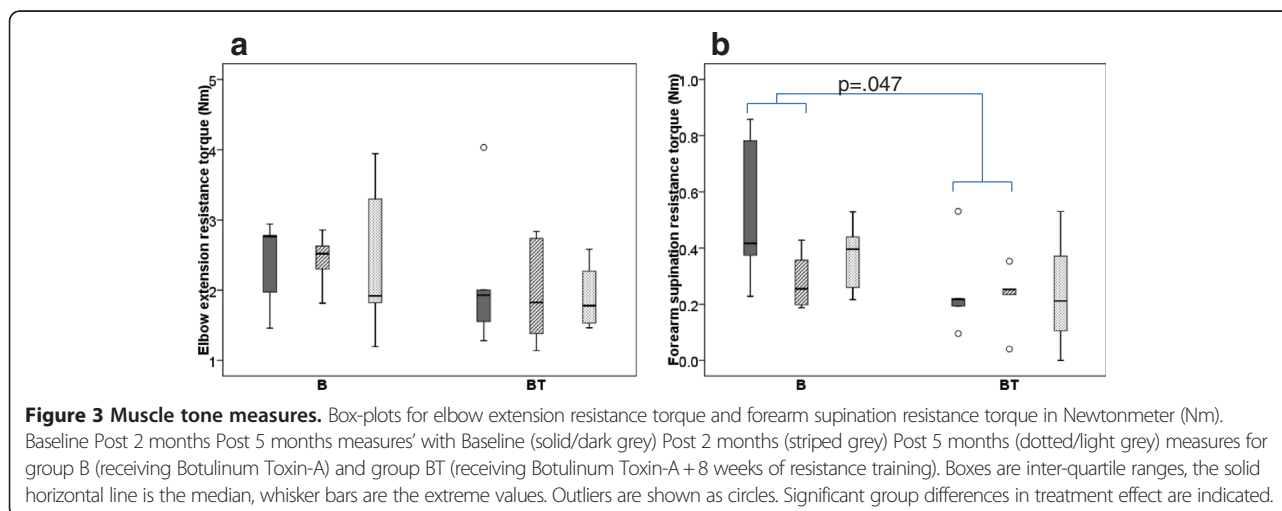 a
b
Elbow extension resistance torque (Nm)
5
4
3
2
1
B
BT
Forearm supination resistance torque (Nm)
1.0
0.8
0.6
0.4
0.2
0.0
p=.047
B
BT
Figure 3 Muscle tone measures. Box-plots for elbow extension resistance torque and forearm supination resistance torque in Newtonmeter (Nm).
Baseline Post 2 months Post 5 months measures' with Baseline (solid/dark grey) Post 2 months (striped grey) Post 5 months (dotted/light grey) measures for
group B (receiving Botulinum Toxin-A) and group BT (receiving Botulinum Toxin-A + 8 weeks of resistance training). Boxes are inter-quartile ranges, the solid
horizontal line is the median, whisker bars are the extreme values. Outliers are shown as circles. Significant group differences in treatment effect are indicated.